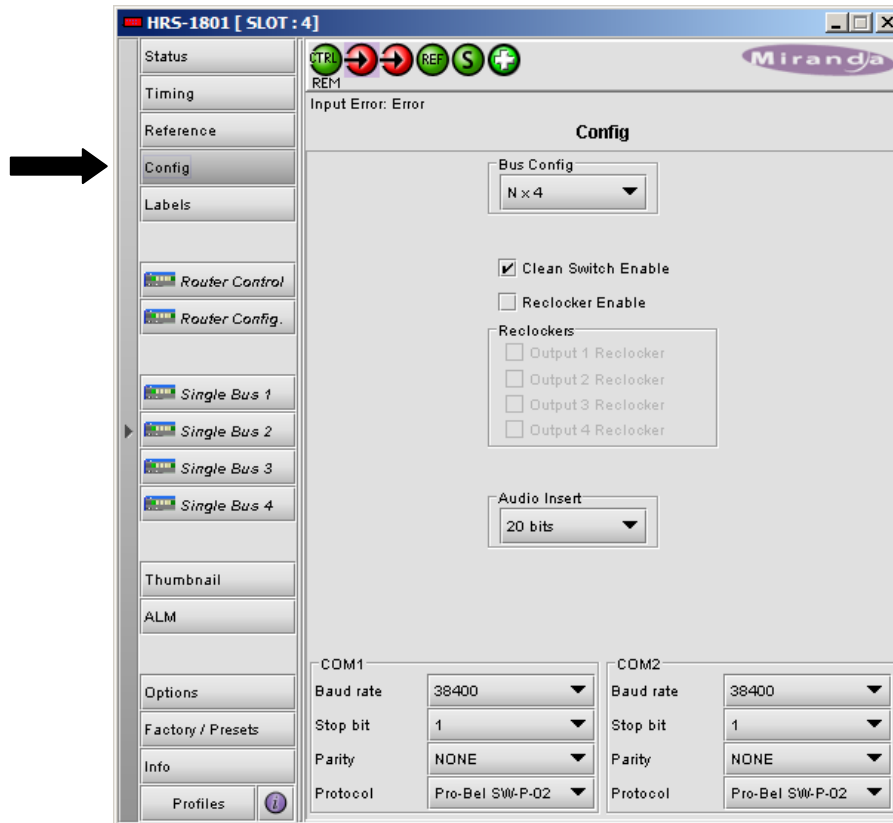 HRS-1801 [ SLOT : 4]
Status
Timing
Reference
Config
Labels
Router Control
Router Config.
Single Bus 1
Single Bus 2
Single Bus 3
Single Bus 4
Thumbnail
ALM
Options
Factory / Presets
Info
Profiles
i
CTRL REF S
REM
Miranda
Input Error: Error
Config
Bus Config
N x 4
Clean Switch Enable
Reclocker Enable
Reclockers
Output 1 Reclocker
Output 2 Reclocker
Output 3 Reclocker
Output 4 Reclocker
Audio Insert
20 bits
COM1
Baud rate 38400
Stop bit 1
Parity NONE
Protocol Pro-Bel SW-P-02
COM2
Baud rate 38400
Stop bit 1
Parity NONE
Protocol Pro-Bel SW-P-02